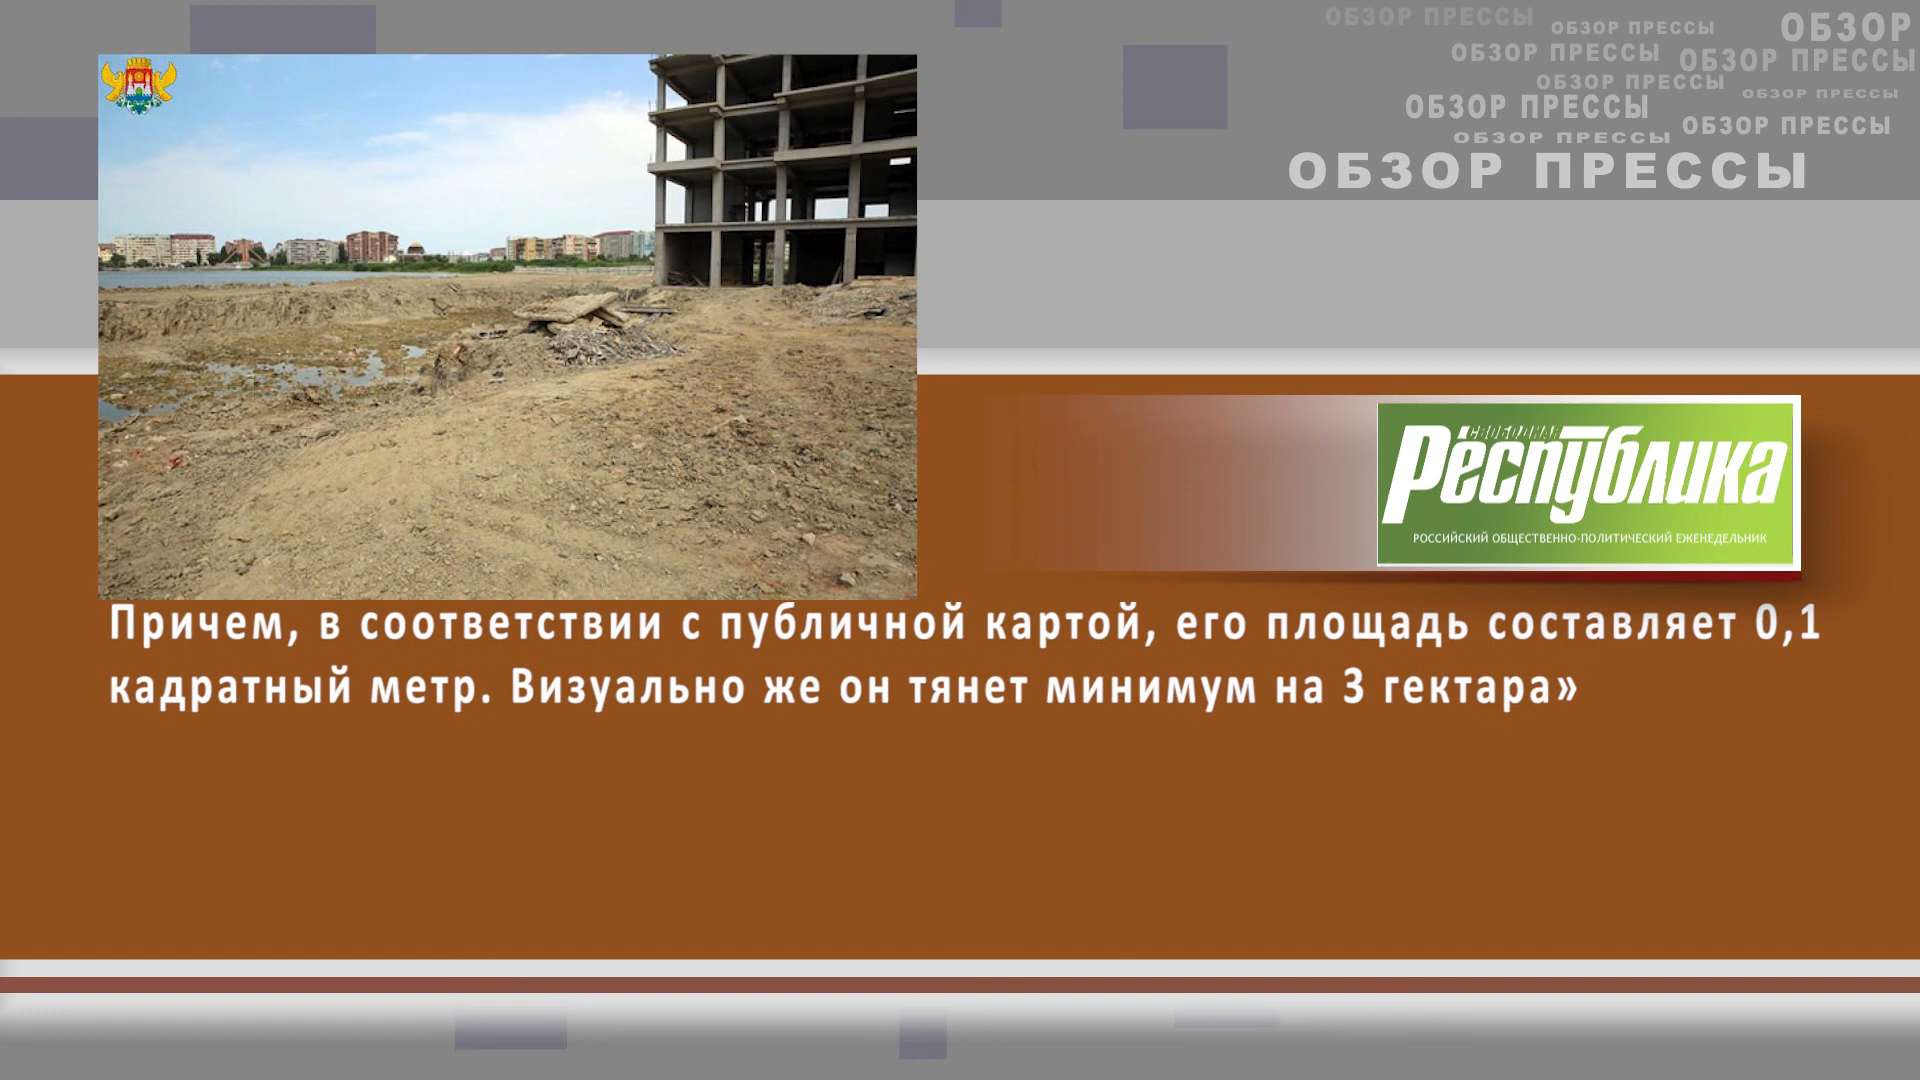 ОБЗОР ПРЕССЫ
ОБЗОР ПРЕССЫ
ОБЗОР
ОБЗОР ПРЕССЫ
ОБЗОР ПРЕССЫ
ОБЗОР ПРЕССЫ
ОБЗОР ПРЕССЫ
ОБЗОР ПРЕССЫ
ОБЗОР ПРЕССЫ
ОБЗОР ПРЕССЫ
ОБЗОР ПРЕССЫ
СВОБОДНАЯ
Республика
РОССИЙСКИЙ ОБЩЕСТВЕННО-ПОЛИТИЧЕСКИЙ ЕЖЕНЕДЕЛЬНИК
Причем, в соответствии с публичной картой, его площадь составляет 0,1
кадратный метр. Визуально же он тянет минимум на 3 гектара»